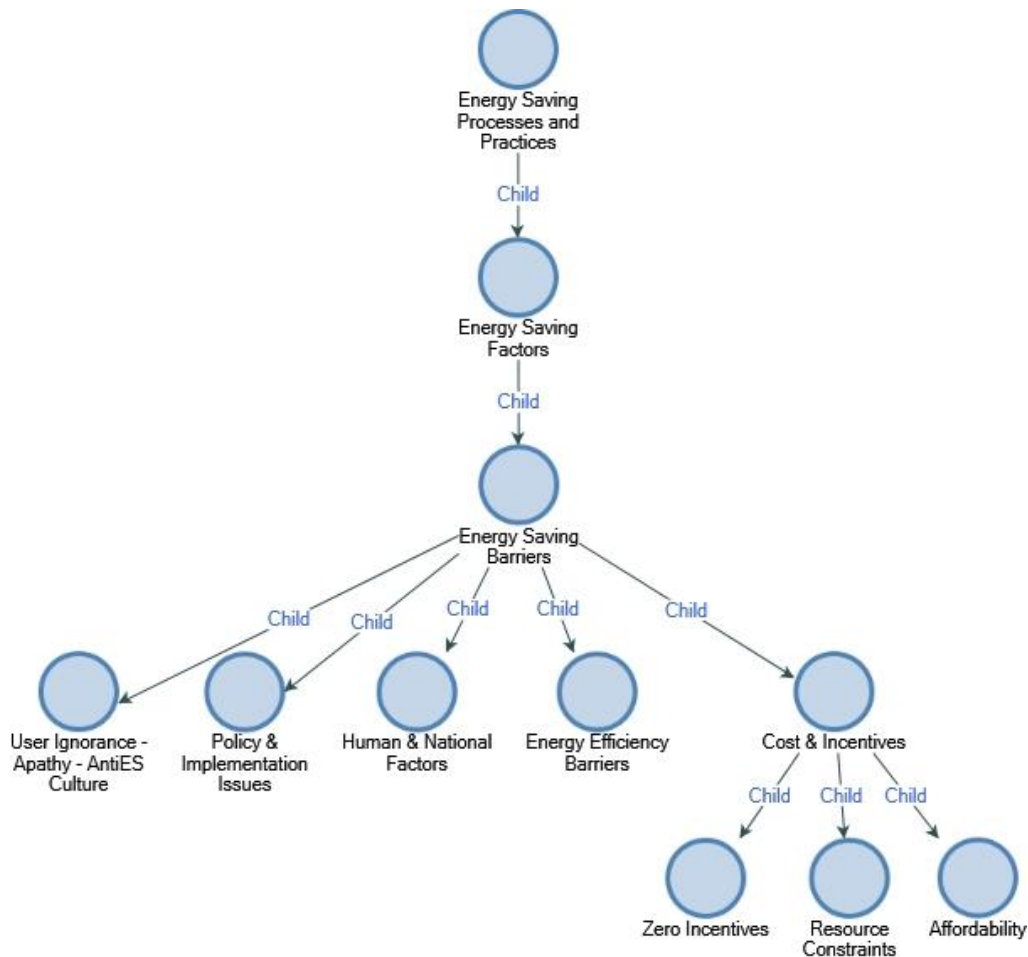 Energy Saving
Processes and
Practices
Child
Energy Saving
Factors
Child
Energy Saving
Barriers
Child
Child
Child
Child
Child
User Ignorance -
Apathy - AntiES
Culture
Policy &
Implementation
Issues
Human & National
Factors
Energy Efficiency
Barriers
Cost & Incentives
Child
Child
Child
Zero Incentives
Resource
Constraints
Affordability